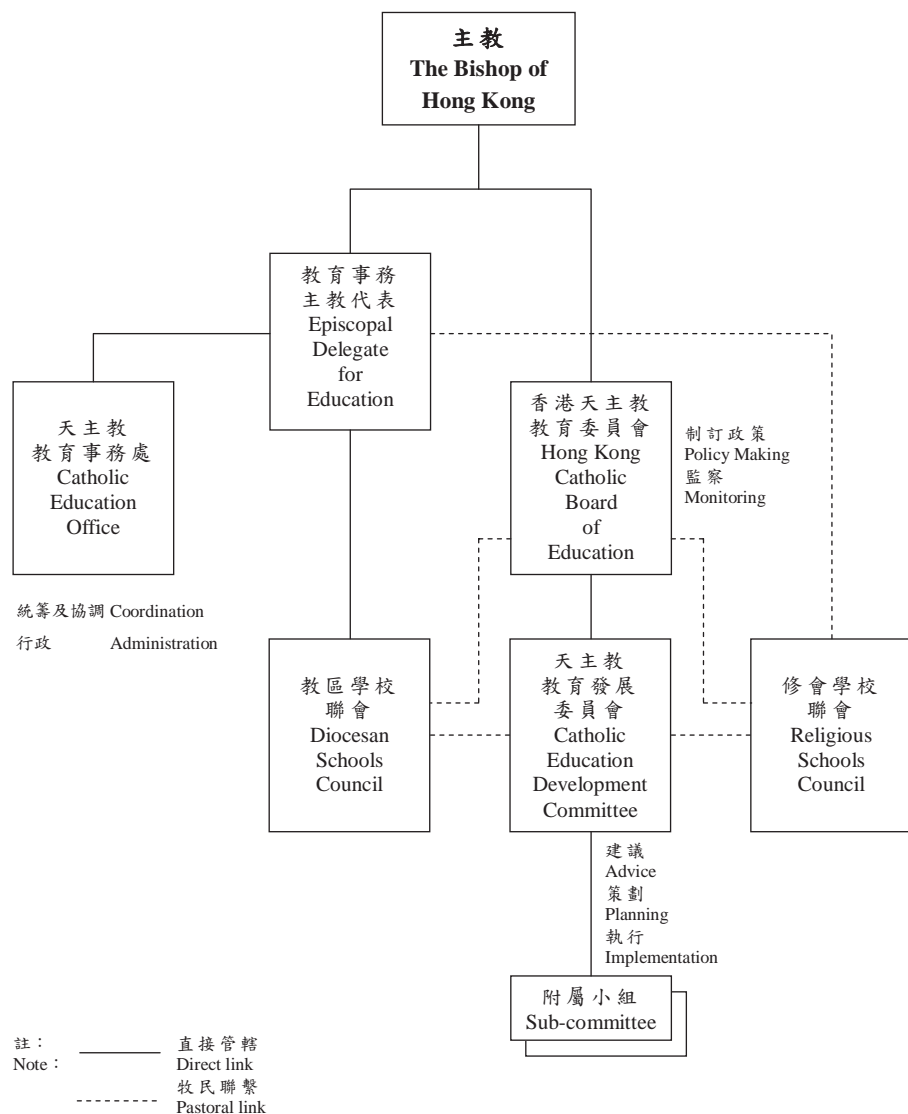 主教
The Bishop of
Hong Kong
教育事務
主教代表
Episcopal
Delegate
for
Education
天主教
教育事務處
Catholic
Education
Office
香港天主教
教育委員會
Hong Kong
Catholic
Board
of
Education
制訂政策
Policy Making
監察
Monitoring
統籌及協調 Coordination
行政 Administration
教區學校
聯會
Diocesan
Schools
Council
天主教
教育發展
委員會
Catholic
Education
Development
Committee
修會學校
聯會
Religious
Schools
Council
建議
Advice
策劃
Planning
執行
Implementation
附屬小組
Sub-committee
註：
Note：
直接管轄
Direct link
牧民聯繫
Pastoral link